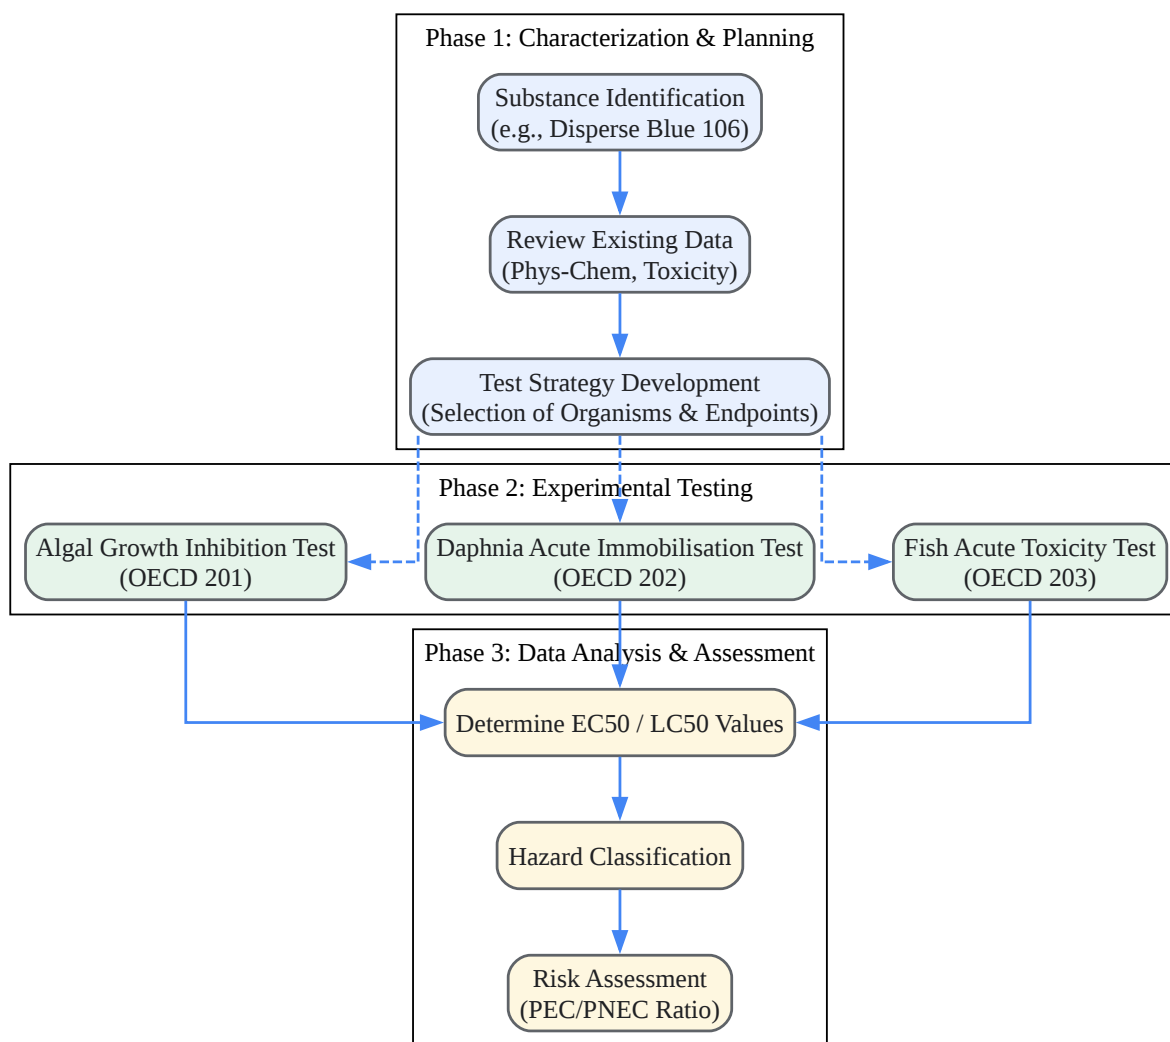 Phase 1: Characterization & Planning
Substance Identification
(e.g., Disperse Blue 106)
Review Existing Data
(Phys-Chem, Toxicity)
Test Strategy Development
(Selection of Organisms & Endpoints)
Phase 2: Experimental Testing
Algal Growth Inhibition Test
(OECD 201)
Daphnia Acute Immobilisation Test
(OECD 202)
Fish Acute Toxicity Test
(OECD 203)
Phase 3: Data Analysis & Assessment
Determine EC50 / LC50 Values
Hazard Classification
Risk Assessment
(PEC/PNEC Ratio)